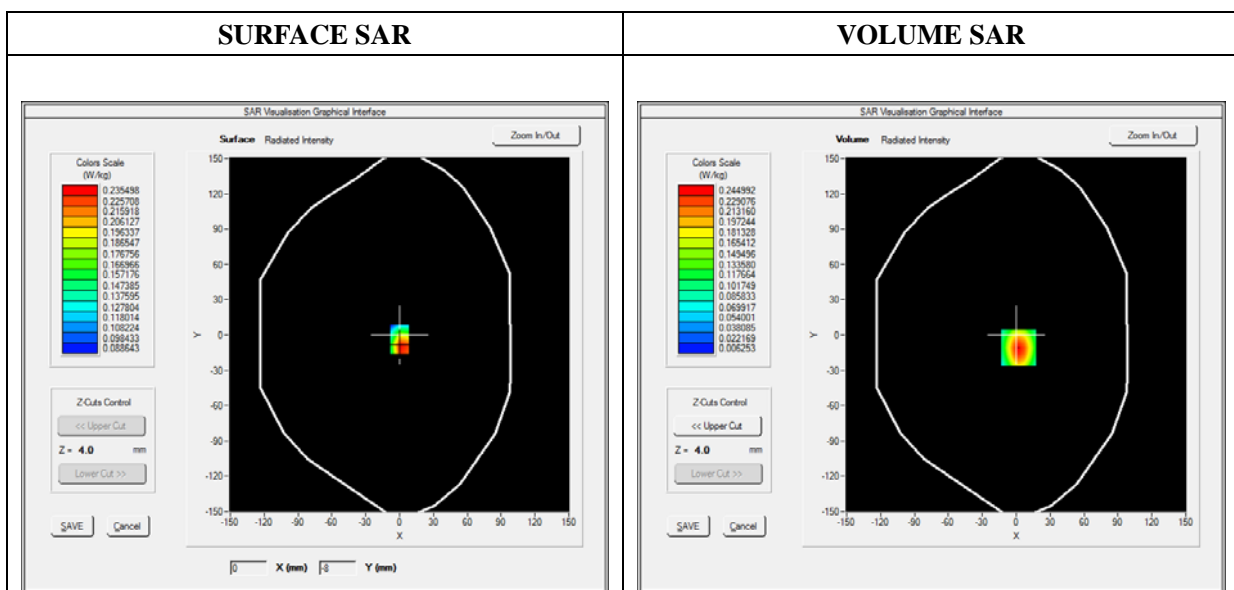 SURFACE SAR
VOLUME SAR
SAR Visualisation Graphical Interface
Surface Radiated Intensity
Zoom In/Out
Colors Scale
(W/kg)
0.235498
0.225708
0.215918
0.206127
0.196337
0.186547
0.176756
0.166966
0.157176
0.147385
0.137595
0.127804
0.118014
0.108224
0.098433
0.088643
Z-Cuts Control
<< Upper Cut
Z = 4.0 mm
Lower Cut >>
SAVE Cancel
150
120
90
60
30
0
-30
-60
-90
-120
-150
Y
-150 -120 -90 -60 -30 0 30 60 90 120 150
X
0 X (mm) -8 Y (mm)
SAR Visualisation Graphical Interface
Volume Radiated Intensity
Zoom In/Out
Colors Scale
(W/kg)
0.244992
0.229076
0.213160
0.197244
0.181328
0.165412
0.149496
0.133580
0.117664
0.101749
0.085833
0.069917
0.054001
0.038085
0.022169
0.006253
Z-Cuts Control
<< Upper Cut
Z = 4.0 mm
Lower Cut >>
SAVE Cancel
150
120
90
60
30
0
-30
-60
-90
-120
-150
Y
-150 -120 -90 -60 -30 0 30 60 90 120 150
X